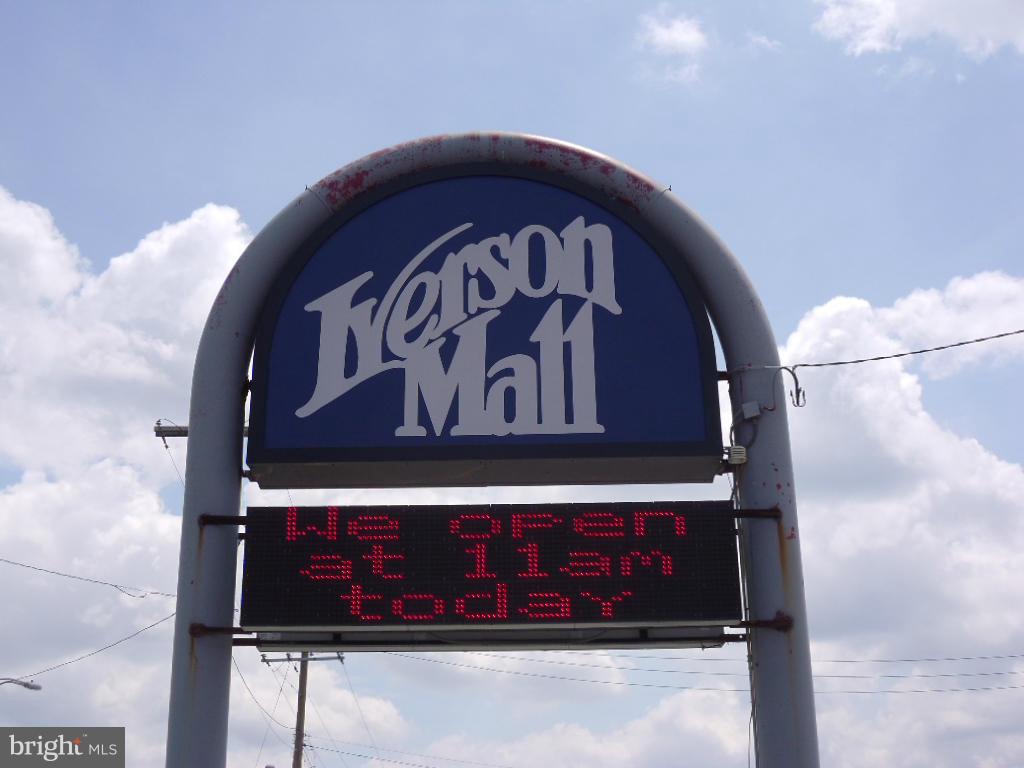 Iverson
Mall
We open
at 11am
today
bright MLS